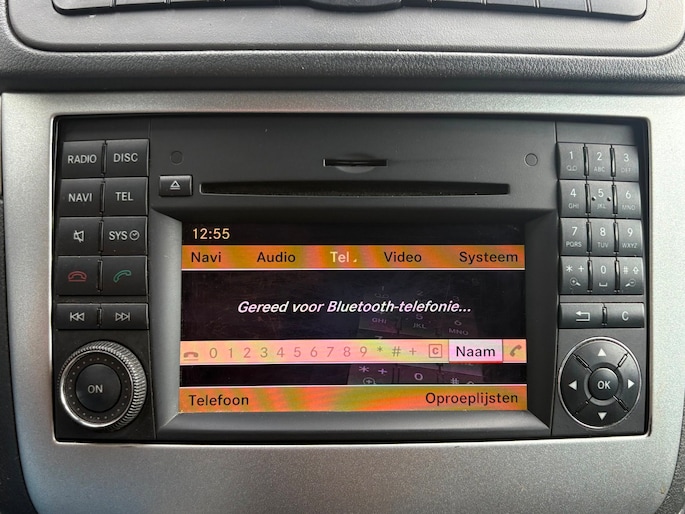 RADIO DISC
NAVI TEL
SYS
ON
12:55
Navi Audio Tel Video Systeem
Gereed voor Bluetooth-telefonie...
0 1 2 3 4 5 6 7 8 9 * # + C Naam
Telefoon Oproeplijsten
1 2 ABC 3 DEF
4 GHI 5 JKL 6 MNO
7 PQRS 8 TUV 9 WXYZ
* + 0 #
C
OK